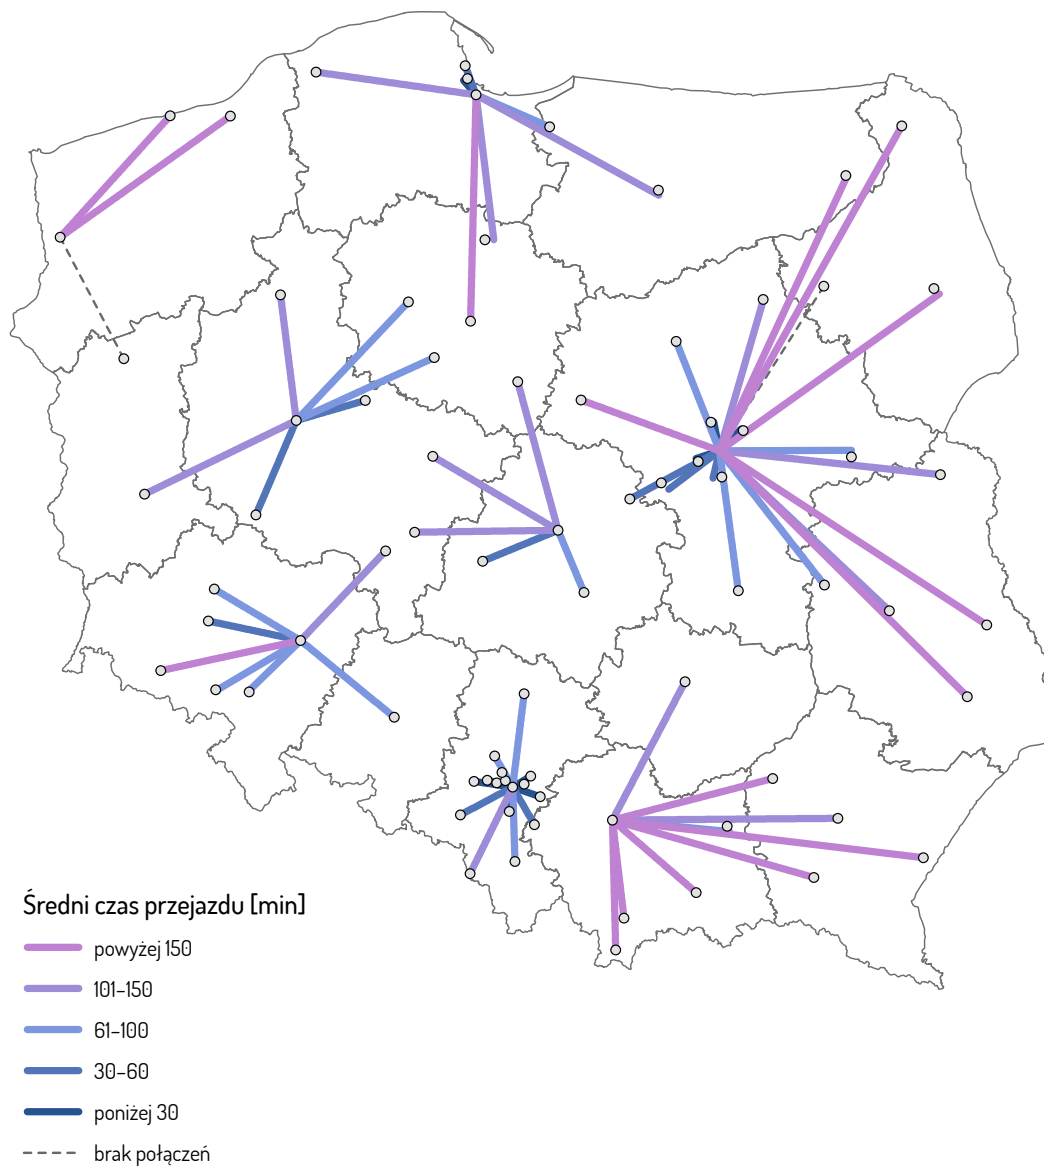 Średni czas przejazdu [min]
powyżej 150
101–150
61–100
30–60
poniżej 30
brak połączeń